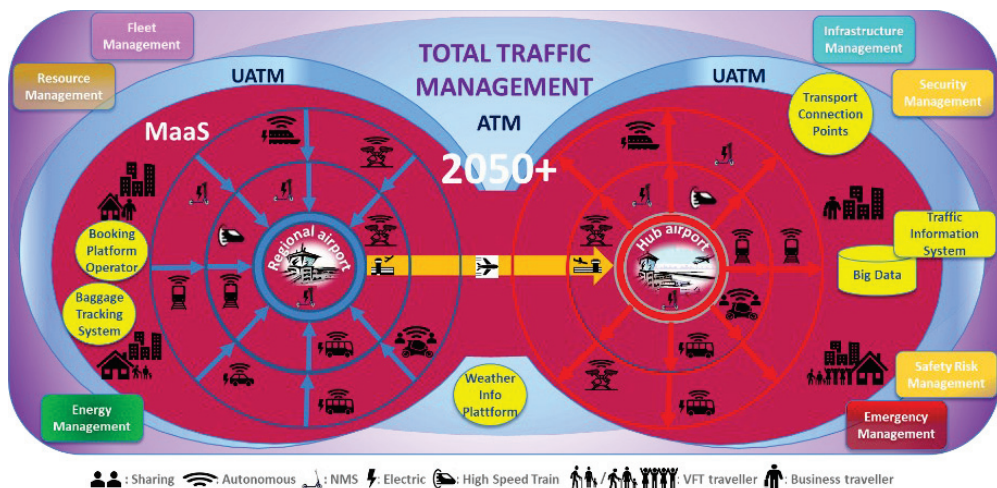 Fleet
Management
Resource
Management
TOTAL TRAFFIC
MANAGEMENT
UATM
UATM
ATM
2050+
Infrastructure
Management
Security
Management
Transport
Connection
Points
MaaS
Booking
Platform
Operator
Baggage
Tracking
System
Regional airport
Hub airport
Traffic
Information
System
Big Data
Weather
Info
Plattform
Energy
Management
Safety Risk
Management
Emergency
Management
: Sharing : Autonomous : NMS : Electric : High Speed Train / : VFT traveller : Business traveller